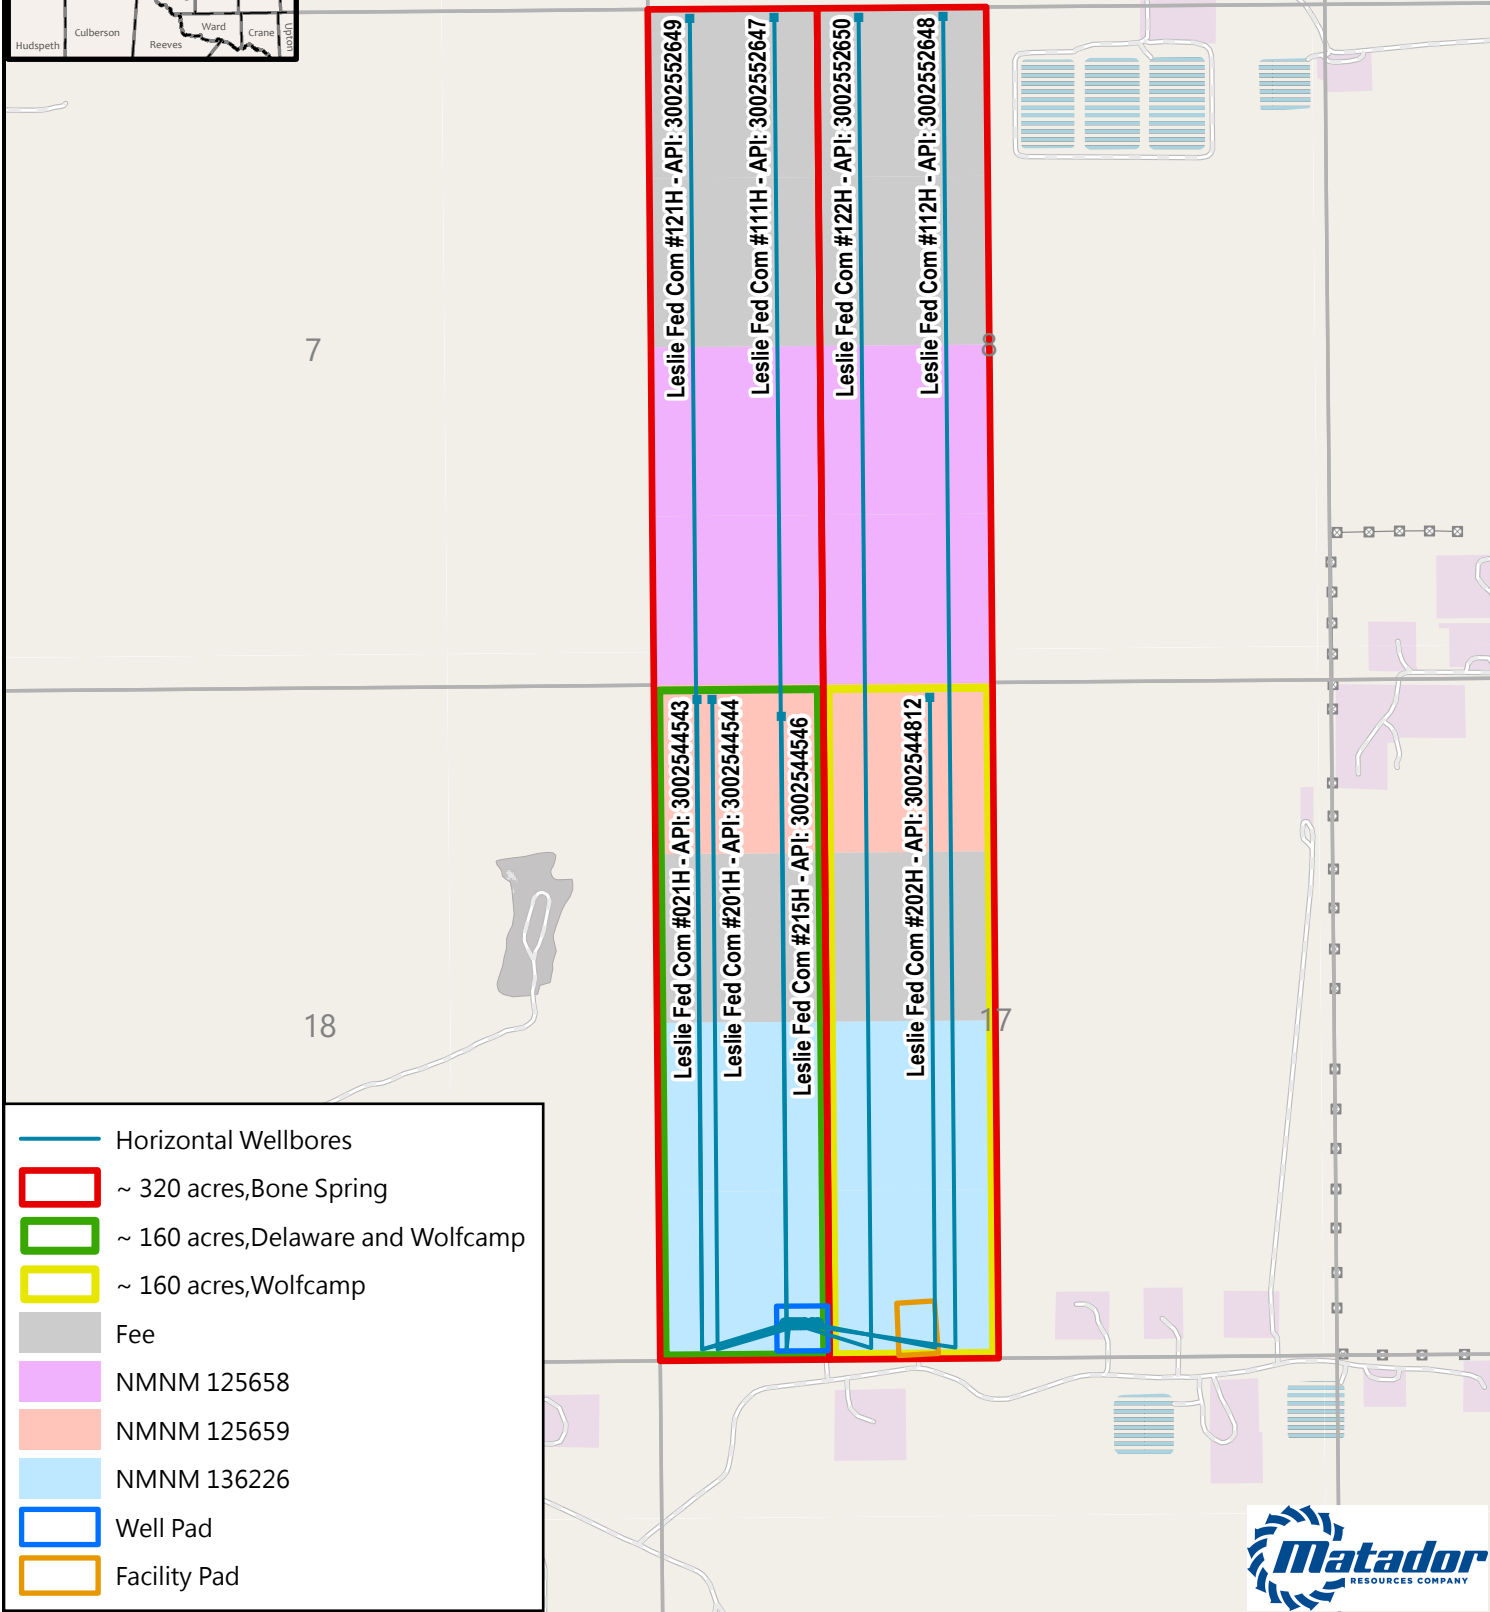 Culberson
Ward
Crane
Upton
Hudspeth
Reeves
Leslie Fed Com #121H - API: 3002552649
Leslie Fed Com #111H - API: 3002552647
Leslie Fed Com #122H - API: 3002552650
Leslie Fed Com #112H - API: 3002552648
7
8
Leslie Fed Com #021H - API: 3002544543
Leslie Fed Com #201H - API: 3002544544
Leslie Fed Com #215H - API: 3002544546
Leslie Fed Com #202H - API: 3002544812
18
17
Horizontal Wellbores
~ 320 acres,Bone Spring
~ 160 acres,Delaware and Wolfcamp
~ 160 acres,Wolfcamp
Fee
NMNM 125658
NMNM 125659
NMNM 136226
Well Pad
Facility Pad
Matador
RESOURCES COMPANY